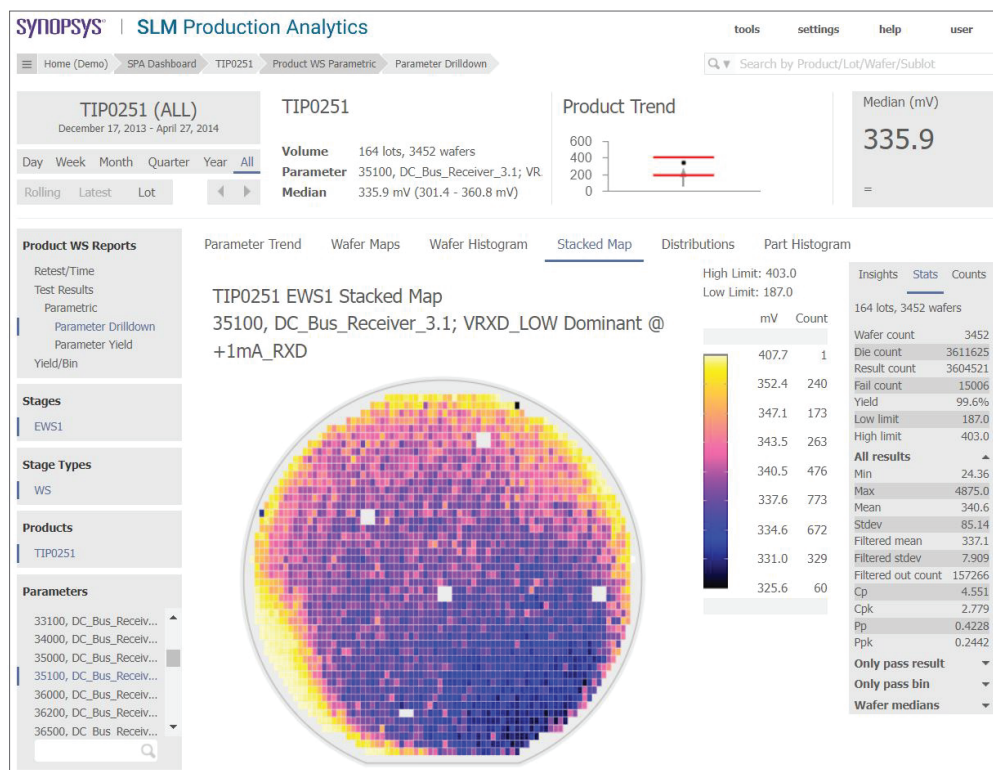 SYNOPSYS® | SLM Production Analytics
tools settings help user
Home (Demo) SPA Dashboard TIP0251 Product WS Parametric Parameter Drilldown
Search by Product/Lot/Wafer/Sublot
TIP0251 (ALL)
December 17, 2013 - April 27, 2014
Day Week Month Quarter Year All
Rolling Latest Lot
TIP0251
Volume 164 lots, 3452 wafers
Parameter 35100, DC_Bus_Receiver_3.1; VR
Median 335.9 mV (301.4 - 360.8 mV)
Product Trend
600
400
200
0
Median (mV)
335.9
=
Product WS Reports
Retest/Time
Test Results
Parametric
Parameter Drilldown
Parameter Yield
Yield/Bin
Stages
EWS1
Stage Types
WS
Products
TIP0251
Parameters
33100, DC_Bus_Receiv...
34000, DC_Bus_Receiv...
35000, DC_Bus_Receiv...
35100, DC_Bus_Receiv...
36000, DC_Bus_Receiv...
36200, DC_Bus_Receiv...
36500, DC_Bus_Receiv...
Parameter Trend Wafer Maps Wafer Histogram Stacked Map Distributions Part Histogram
TIP0251 EWS1 Stacked Map
35100, DC_Bus_Receiver_3.1; VRXD_LOW Dominant @
+1mA_RXD
High Limit: 403.0
Low Limit: 187.0
mV Count
407.7 1
352.4 240
347.1 173
343.5 263
340.5 476
337.6 773
334.6 672
331.0 329
325.6 60
Insights Stats Counts
164 lots, 3452 wafers
Wafer count 3452
Die count 3611625
Result count 3604521
Fail count 15006
Yield 99.6%
Low limit 187.0
High limit 403.0
All results
Min 24.36
Max 4875.0
Mean 340.6
Stdev 85.14
Filtered mean 337.1
Filtered stdev 7.909
Filtered out count 157266
Cp 4.551
Cpk 2.779
Pp 0.4228
Ppk 0.2442
Only pass result
Only pass bin
Wafer medians